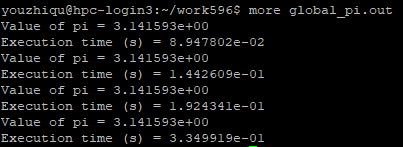 youzhiqu@hpc-login3:~/work596$ more global_pi.out
Value of pi = 3.141593e+00
Execution time (s) = 8.947802e-02
Value of pi = 3.141593e+00
Execution time (s) = 1.442609e-01
Value of pi = 3.141593e+00
Execution time (s) = 1.924341e-01
Value of pi = 3.141593e+00
Execution time (s) = 3.349919e-01